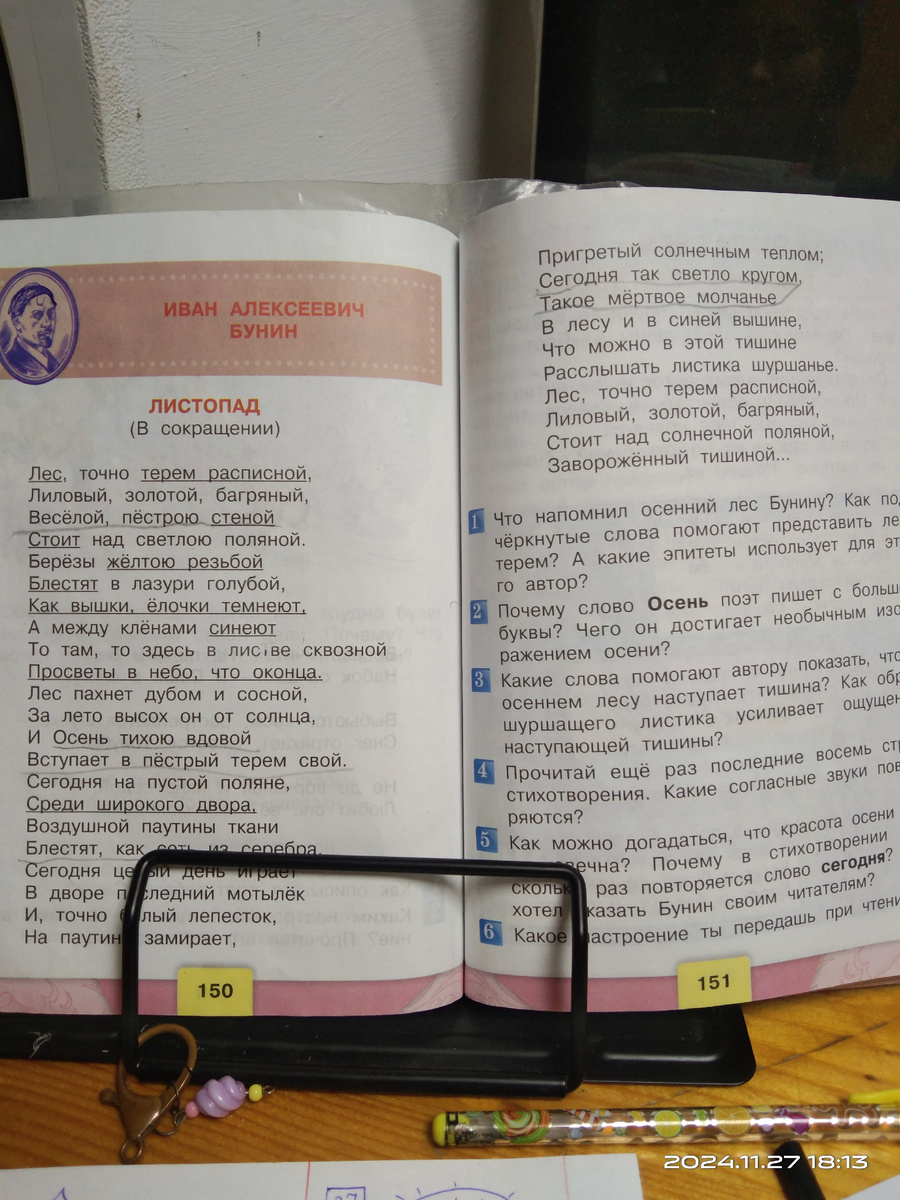 ИВАН АЛЕКСЕЕВИЧ
БУНИН
ЛИСТОПАД
(В сокращении)
Лес, точно терем расписной,
Лиловый, золотой, багряный,
Весёлой, пёстрою стеной
Стоит над светлою поляной.
Берёзы жёлтою резьбой
Блестят в лазури голубой,
Как вышки, ёлочки темнеют,
А между клёнами синеют
То там, то здесь в листве сквозной
Просветы в небо, что оконца.
Лес пахнет дубом и сосной,
За лето высох он от солнца,
И Осень тихою вдовой
Вступает в пёстрый терем свой.
Сегодня на пустой поляне,
Среди широкого двора,
Воздушной паутины ткани
Блестят, как сеть из серебра.
Сегодня целый день играет
В дворе последний мотылёк
И, точно белый лепесток,
На паутине замирает,
150
Пригретый солнечным теплом;
Сегодня так светло кругом,
Такое мёртвое молчанье
В лесу и в синей вышине,
Что можно в этой тишине
Расслышать листика шуршанье.
Лес, точно терем расписной,
Лиловый, золотой, багряный,
Стоит над солнечной поляной,
Заворожённый тишиной...
1 Что напомнил осенний лес Бунину? Как по
чёркнутые слова помогают представить ле
терем? А какие эпитеты использует для эт
го автор?
2 Почему слово Осень поэт пишет с больш
буквы? Чего он достигает необычным изо
ражением осени?
3 Какие слова помогают автору показать, что
осеннем лесу наступает тишина? Как обр
шуршащего листика усиливает ощущен
наступающей тишины?
4 Прочитай ещё раз последние восемь стр
стихотворения. Какие согласные звуки пов
ряются?
5 Как можно догадаться, что красота осени
вечна? Почему в стихотворении
сколько раз повторяется слово сегодня?
хотел сказать Бунин своим читателям?
6 Какое настроение ты передашь при чтени
151
2024.11.27 18:13